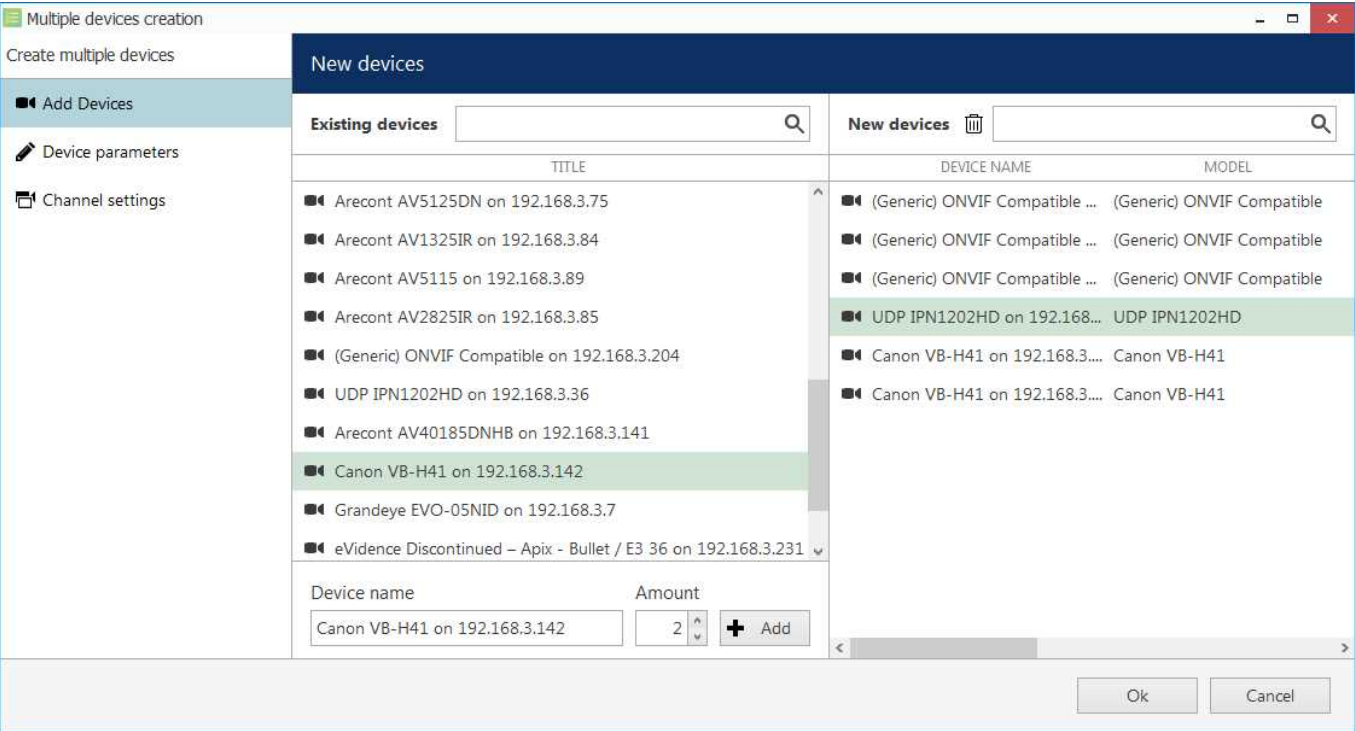 Multiple devices creation
Create multiple devices
Add Devices
Device parameters
Channel settings
New devices
Existing devices
TITLE
Arecont AV5125DN on 192.168.3.75
Arecont AV1325IR on 192.168.3.84
Arecont AV5115 on 192.168.3.89
Arecont AV2825IR on 192.168.3.85
(Generic) ONVIF Compatible on 192.168.3.204
UDP IPN1202HD on 192.168.3.36
Arecont AV40185DNHB on 192.168.3.141
Canon VB-H41 on 192.168.3.142
Grandeye EVO-05NID on 192.168.3.7
eVidence Discontinued – Apix - Bullet / E3 36 on 192.168.3.231
Device name Amount
Canon VB-H41 on 192.168.3.142 2 Add
New devices
DEVICE NAME MODEL
(Generic) ONVIF Compatible ... (Generic) ONVIF Compatible
(Generic) ONVIF Compatible ... (Generic) ONVIF Compatible
(Generic) ONVIF Compatible ... (Generic) ONVIF Compatible
UDP IPN1202HD on 192.168... UDP IPN1202HD
Canon VB-H41 on 192.168.3.... Canon VB-H41
Canon VB-H41 on 192.168.3.... Canon VB-H41
Ok Cancel